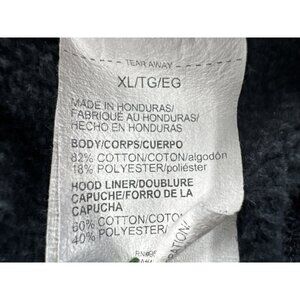 TEAR AWAY
XL/TG/EG
MADE IN HONDURAS/
FABRIQUÉ AU HONDURAS/
HECHO EN HONDURAS
BODY/CORPS/CUERPO
82% COTTON/COTON/algodón
18% POLYESTER/poliéster
HOOD LINER/DOUBLURE
CAPUCHE/FORRO DE LA
CAPUCHA
60% COTTON/COTO
40% POLYESTER/